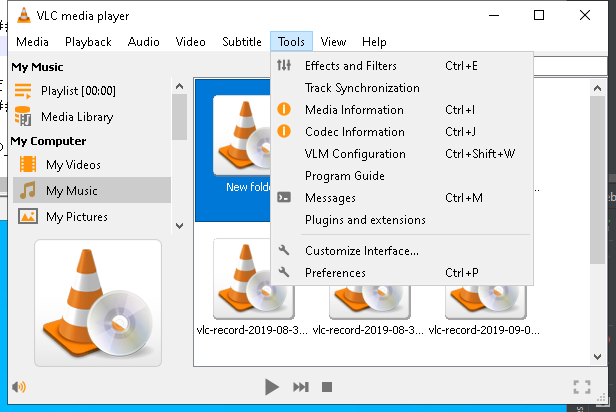 VLC media player
Media Playback Audio Video Subtitle Tools View Help
My Music
Playlist [00:00]
Media Library
My Computer
My Videos
My Music
My Pictures
Effects and Filters Ctrl+E
Track Synchronization
Media Information Ctrl+I
Codec Information Ctrl+J
VLM Configuration Ctrl+Shift+W
Program Guide
Messages Ctrl+M
Plugins and extensions
Customize Interface...
Preferences Ctrl+P
New folde
vlc-record-2019-08-3... vlc-record-2019-08-3... vlc-record-2019-09-0...